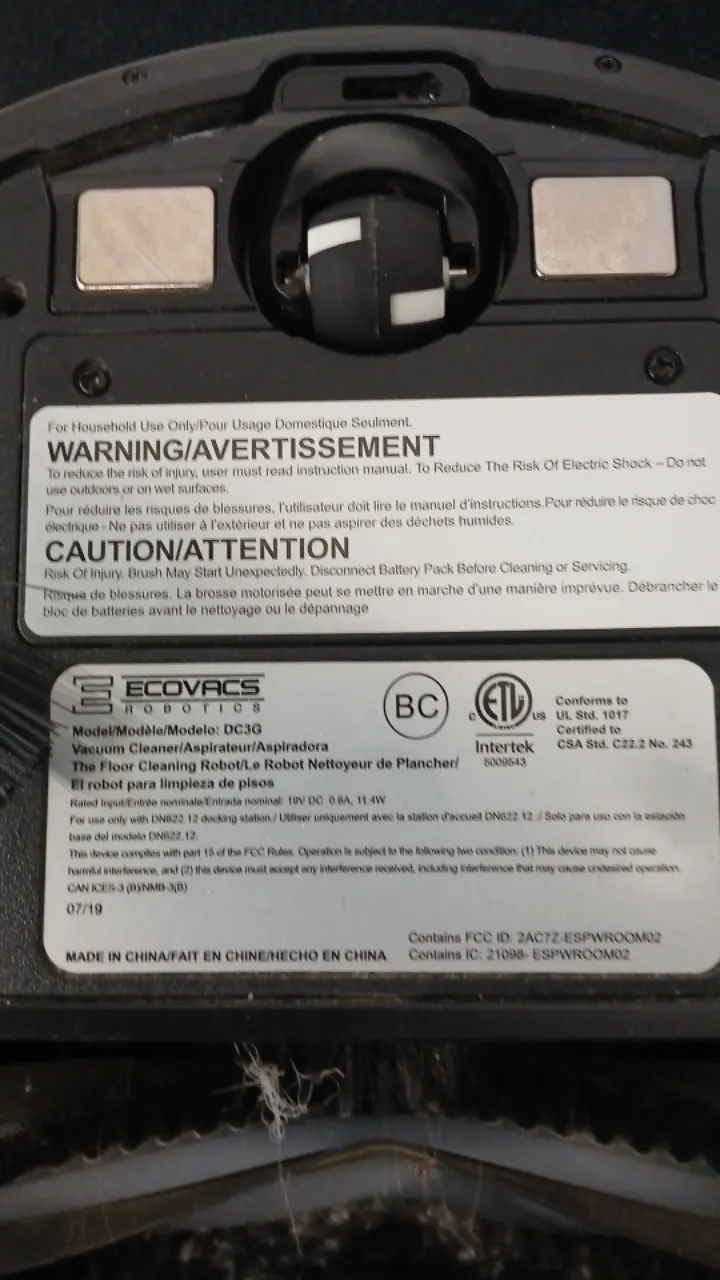 For Household Use Only/Pour Usage Domestique Seulment.
WARNING/AVERTISSEMENT
To reduce the risk of injury, user must read instruction manual. To Reduce The Risk Of Electric Shock – Do not
use outdoors or on wet surfaces.
Pour réduire les risques de blessures, l'utilisateur doit lire le manuel d'instructions.Pour réduire le risque de choc
électrique - Ne pas utiliser à l'extérieur et ne pas aspirer des déchets humides.
CAUTION/ATTENTION
Risk Of Injury. Brush May Start Unexpectedly. Disconnect Battery Pack Before Cleaning or Servicing.
Risque de blessures. La brosse motorisée peut se mettre en marche d'une manière imprévue. Débrancher le
bloc de batteries avant le nettoyage ou le dépannage
ECOVACS
ROBOTICS
BC
c ETL us
Intertek
5009543
Conforms to
UL Std. 1017
Certified to
CSA Std. C22.2 No. 243
Model/Modèle/Modelo: DC3G
Vacuum Cleaner/Aspirateur/Aspiradora
The Floor Cleaning Robot/Le Robot Nettoyeur de Plancher/
El robot para limpieza de pisos
Rated Input/Entrée nominale/Entrada nominal: 19V DC 0.6A, 11.4W
For use only with DN622.12 docking station / Utiliser uniquement avec la station d'accueil DN622.12 / Solo para uso con la estación
base del modelo DN622.12.
This device complies with part 15 of the FCC Rules. Operation is subject to the following two condition: (1) This device may not cause
harmful interference, and (2) this device must accept any interference received, including interference that may cause undesired operation.
CAN ICES-3 (B)/NMB-3(B)
07/19
MADE IN CHINA/FAIT EN CHINE/HECHO EN CHINA
Contains FCC ID: 2AC7Z-ESPWROOM02
Contains IC: 21098- ESPWROOM02